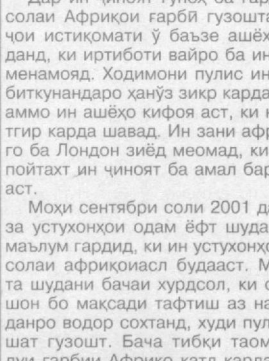 солаи Африқои ғарбӣ гузошта
ҷои истиқомати ӯ баъзе ашёҳ
данд, ки иртиботи вайро ба ин
менамояд. Ходимони пулис ин
биткунандаро ҳанӯз зикр карда
аммо ин ашёҳо кифоя аст, ки н
тгир карда шавад. Ин зани афр
го ба Лондон зиёд меомад, ки
пойтахт ин ҷиноят ба амал бар
аст.
Моҳи сентябри соли 2001 да
за устухонҳои одам ёфт шуда
маълум гардид, ки ин устухонҳо
солаи африқоиасл будааст. М
та шудани бачаи хурдсол, ки с
шон бо мақсади тафтиш аз на
данро водор сохтанд, худи пул
шат гузошт. Бача тибқи таом